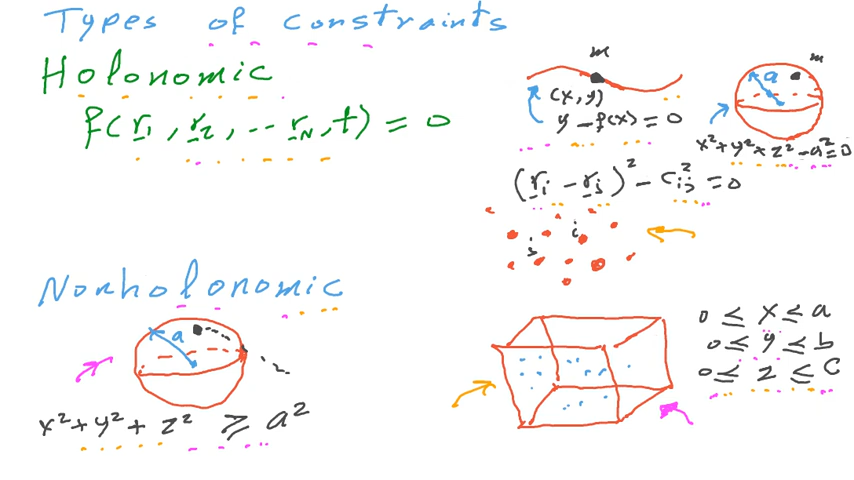 Types of constraints
Holonomic
f(r1, r2, ... rN, t) = 0
m
(x, y)
y - f(x) = 0
m
a
x² + y² + z² - a² = 0
(ri - rj)² - cij² = 0
i
j
Nonholonomic
a
x² + y² + z² ≥ a²
0 ≤ x ≤ a
0 ≤ y ≤ b
0 ≤ z ≤ c